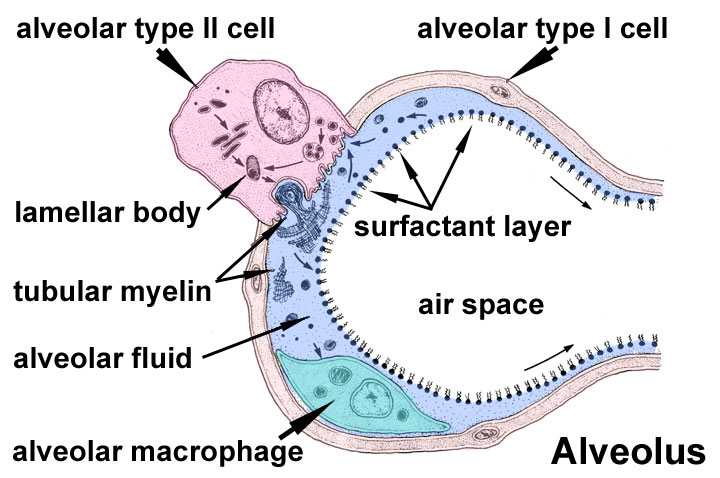 alveolar type II cell
alveolar type I cell
lamellar body
surfactant layer
tubular myelin
air space
alveolar fluid
alveolar macrophage
Alveolus